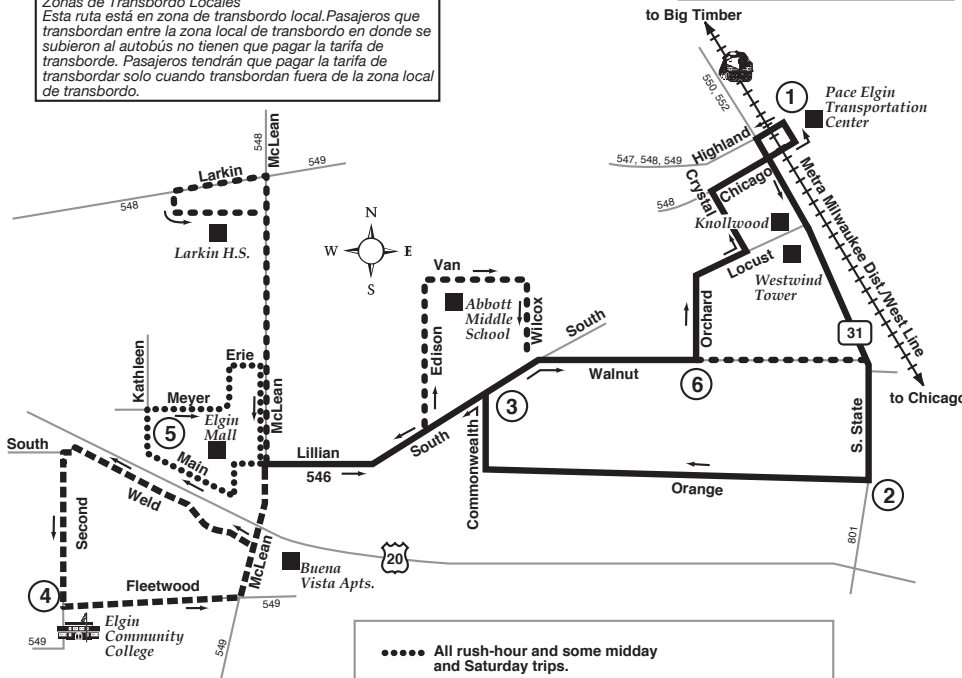 Zonas de Transbordo Locales
Esta ruta está en zona de transbordo local.Pasajeros que
transbordan entre la zona local de transbordo en donde se
subieron al autobús no tienen que pagar la tarifa de
transborde. Pasajeros tendrán que pagar la tarifa de
transbordar solo cuando transbordan fuera de la zona local
de transbordo.
to Big Timber
550, 552
1
Pace Elgin
Transportation
Center
Highland
547, 548, 549
Chicago
Crystal
548
Knollwood
Locust
Westwind
Tower
Metra Milwaukee Dist./West Line
31
to Chicago
548
McLean
Larkin
549
548
Larkin H.S.
N
W
E
S
Van
Abbott
Middle
School
Edison
Wilcox
South
Orchard
Walnut
6
3
South
Commonwealth
Orange
S. State
2
801
Kathleen
Erie
Meyer
5
Elgin
Mall
McLean
Main
Lillian
546
South
Weld
Second
McLean
20
Buena
Vista Apts.
Fleetwood
4
549
549
549
Elgin
Community
College
All rush-hour and some midday
and Saturday trips.